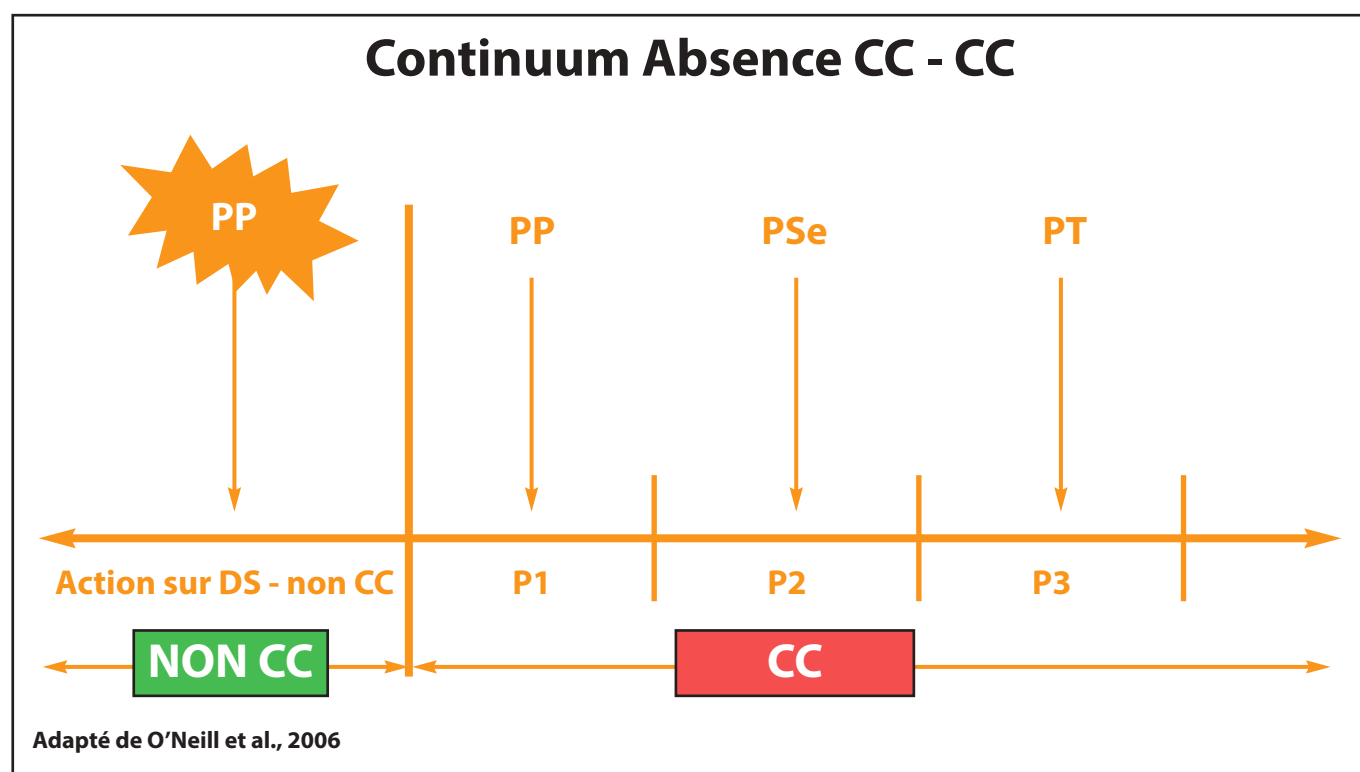 Continuum Absence CC - CC
PP
PP
PSe
PT
Action sur DS - non CC
P1
P2
P3
NON CC
CC
Adapté de O’Neill et al., 2006